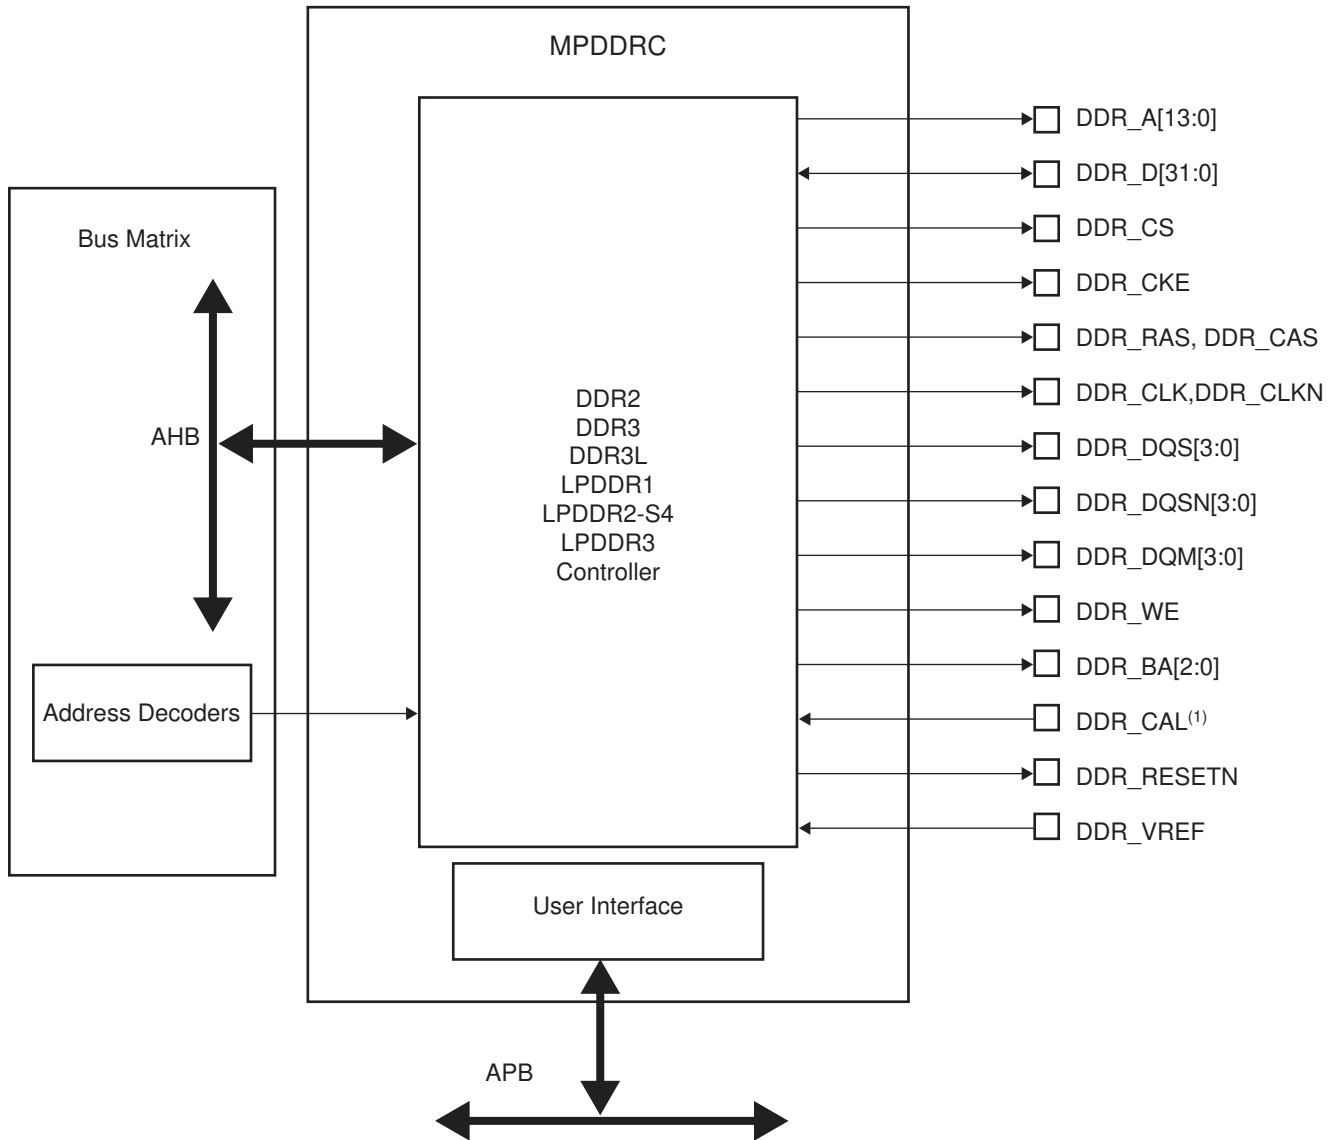 MPDDRC
Bus Matrix
AHB
Address Decoders
DDR2
DDR3
DDR3L
LPDDR1
LPDDR2-S4
LPDDR3
Controller
User Interface
APB
DDR_A[13:0]
DDR_D[31:0]
DDR_CS
DDR_CKE
DDR_RAS, DDR_CAS
DDR_CLK,DDR_CLKN
DDR_DQS[3:0]
DDR_DQSN[3:0]
DDR_DQM[3:0]
DDR_WE
DDR_BA[2:0]
DDR_CAL(1)
DDR_RESETN
DDR_VREF